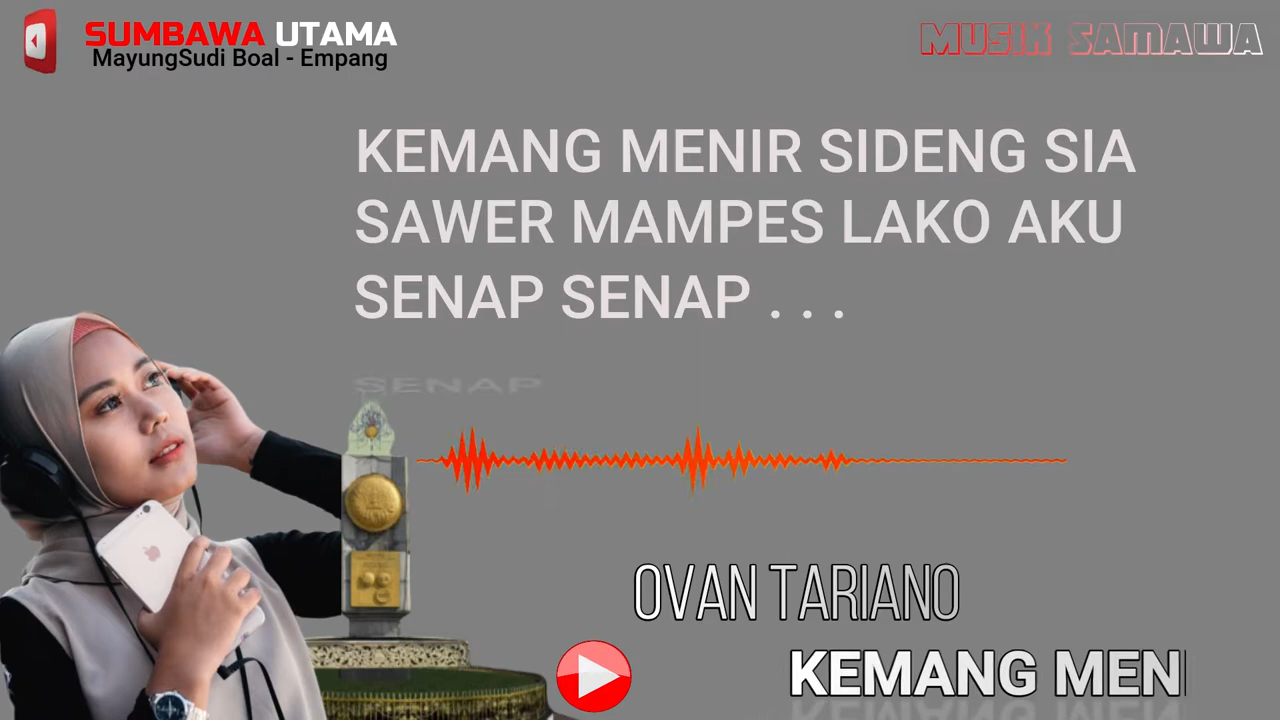 SUMBAWA UTAMA
MayungSudi Boal - Empang
MUSIK SAMAWA
KEMANG MENIR SIDENG SIA
SAWER MAMPES LAKO AKU
SENAP SENAP . . .
SENAP
OVAN TARIANO
KEMANG MEN